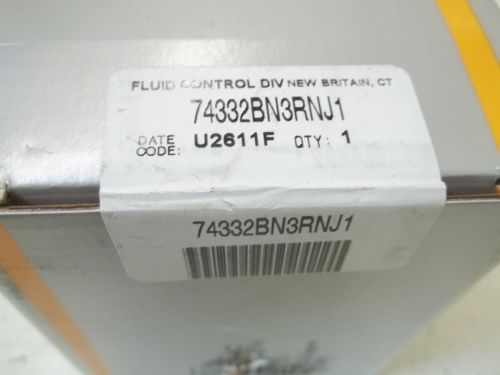 FLUID CONTROL DIV NEW BRITAIN, CT
74332BN3RNJ1
DATE
CODE: U2611F QTY: 1
74332BN3RNJ1